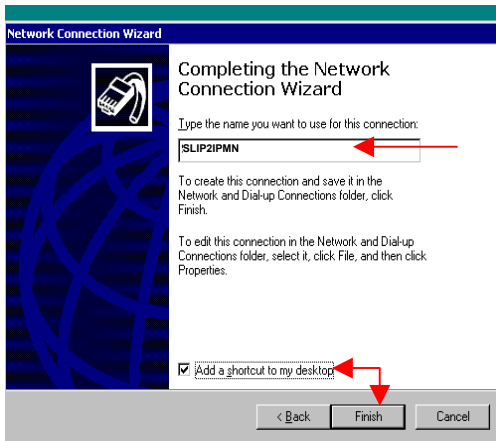 Network Connection Wizard
Completing the Network
Connection Wizard
Type the name you want to use for this connection:
SLIP2IPMN
To create this connection and save it in the
Network and Dial-up Connections folder, click
Finish.
To edit this connection in the Network and Dial-up
Connections folder, select it, click File, and then click
Properties.
Add a shortcut to my desktop
< Back Finish Cancel